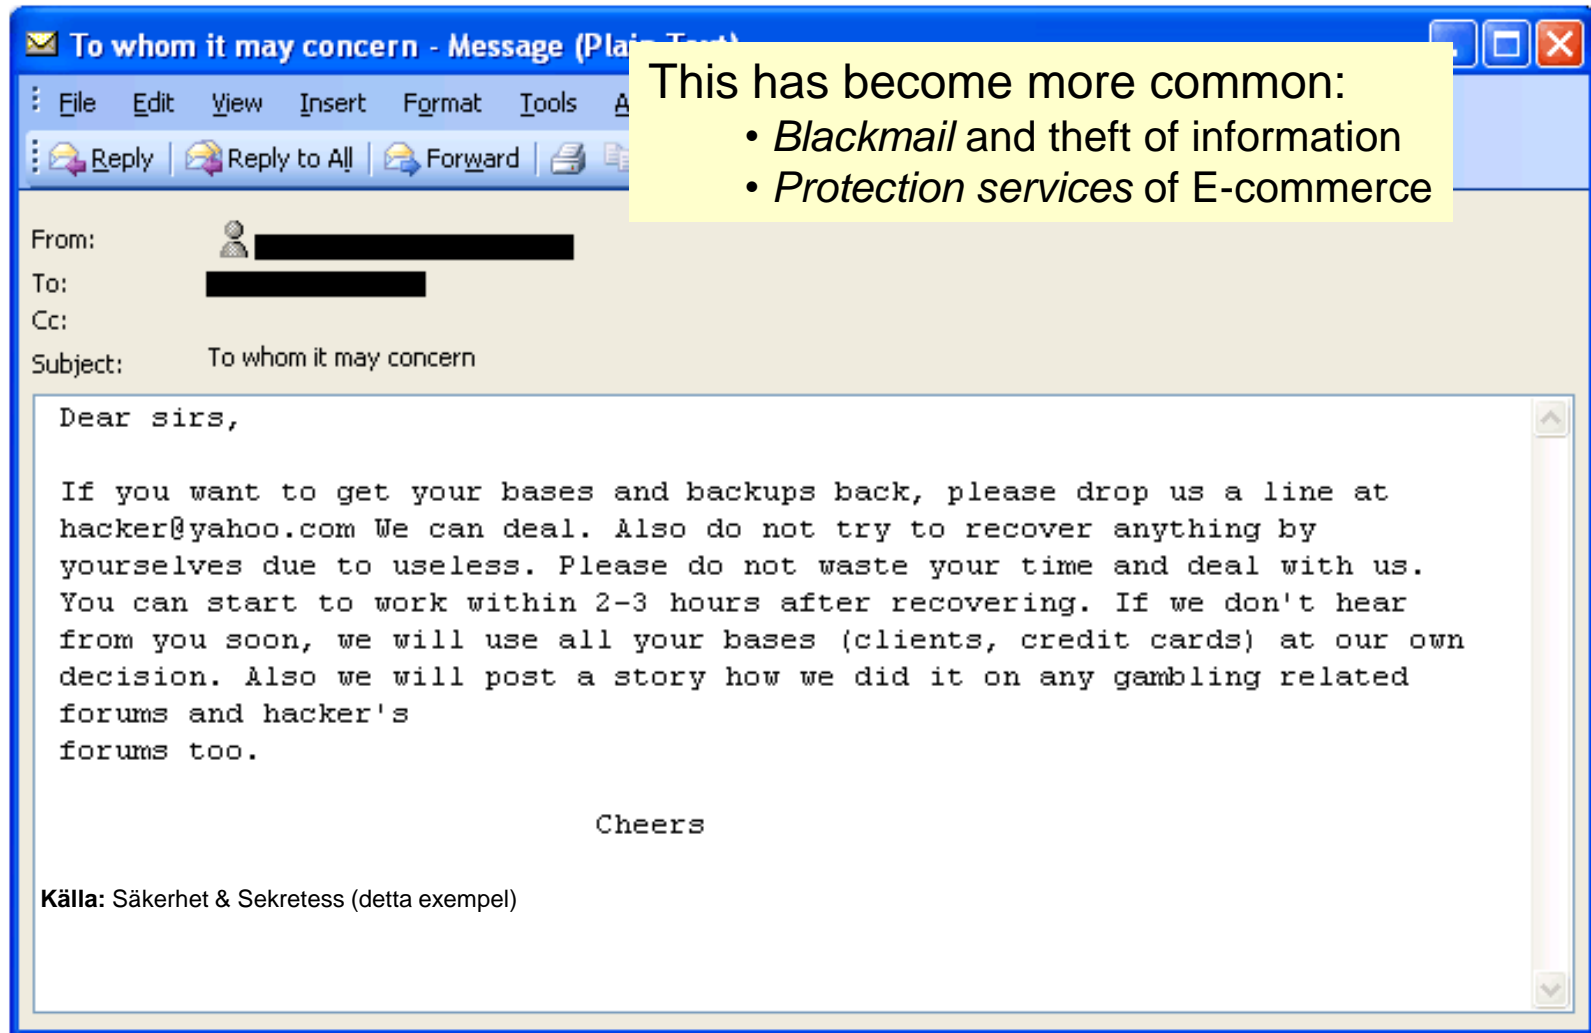 To whom it may concern - Message (Plain Text)
This has become more common:
• Blackmail and theft of information
• Protection services of E-commerce
File Edit View Insert Format Tools A
Reply Reply to All Forward
From:
To:
Cc:
Subject: To whom it may concern
Dear sirs,
If you want to get your bases and backups back, please drop us a line at
hacker@yahoo.com We can deal. Also do not try to recover anything by
yourselves due to useless. Please do not waste your time and deal with us.
You can start to work within 2-3 hours after recovering. If we don't hear
from you soon, we will use all your bases (clients, credit cards) at our own
decision. Also we will post a story how we did it on any gambling related
forums and hacker's
forums too.
Cheers
Källa: Säkerhet & Sekretess (detta exempel)